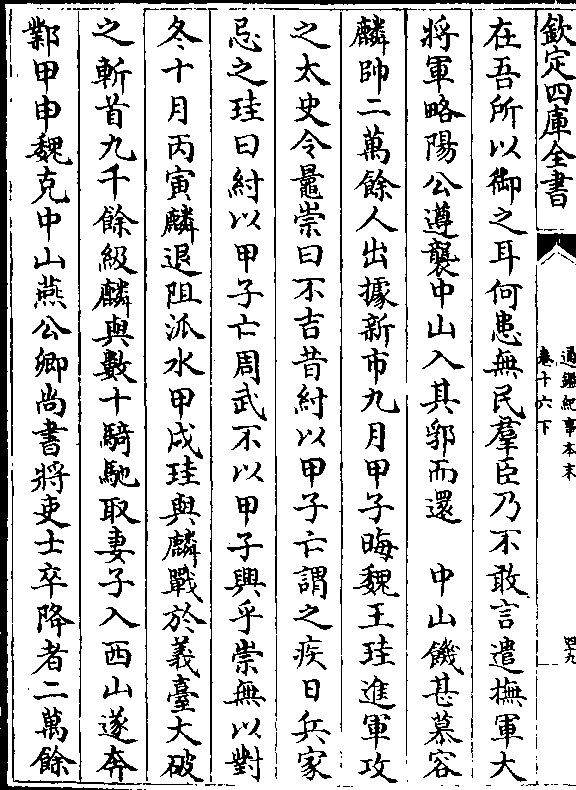 欽定四庫全書
通鑑紀事本末
卷十六下
四十九
在吾所以御之耳何患無民羣臣乃不敢言遣撫軍大
將軍略陽公遵襲中山入其郛而還　中山饑甚慕容
麟帥二萬餘人出據新市九月甲子晦魏王珪進軍攻
之太史令鼂崇曰不吉昔紂以甲子亡謂之疾日兵家
忌之珪曰紂以甲子亡周武不以甲子興乎崇無以對
冬十月丙寅麟退阻泒水甲戌珪與麟戰於義臺大破
之斬首九千餘級麟與數十騎馳取妻子入西山遂奔
鄴甲申魏克中山燕公卿尚書將吏士卒降者二萬餘